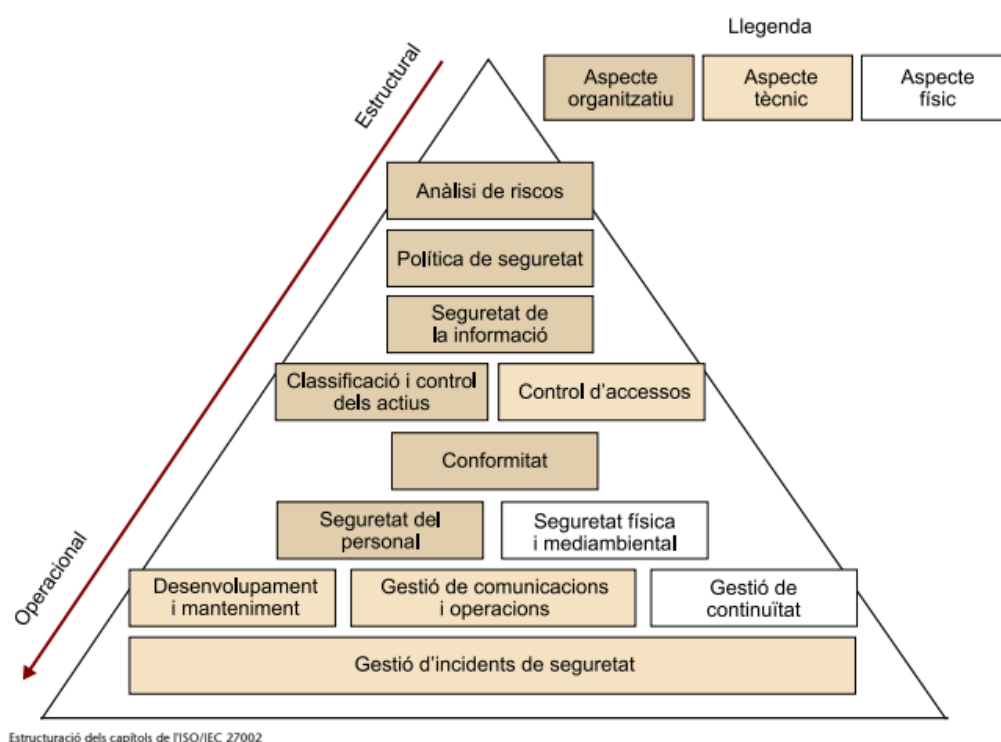 Llegenda
Estructural
Aspecte
organitzatiu
Aspecte
tècnic
Aspecte
físic
Anàlisi de riscos
Política de seguretat
Seguretat de
la informació
Classificació i control
dels actius
Control d'accessos
Conformitat
Seguretat del
personal
Seguretat física
i mediambiental
Operacional
Desenvolupament
i manteniment
Gestió de comunicacions
i operacions
Gestió de
continuïtat
Gestió d'incidents de seguretat
Estructuració dels capítols de l'ISO/IEC 27002